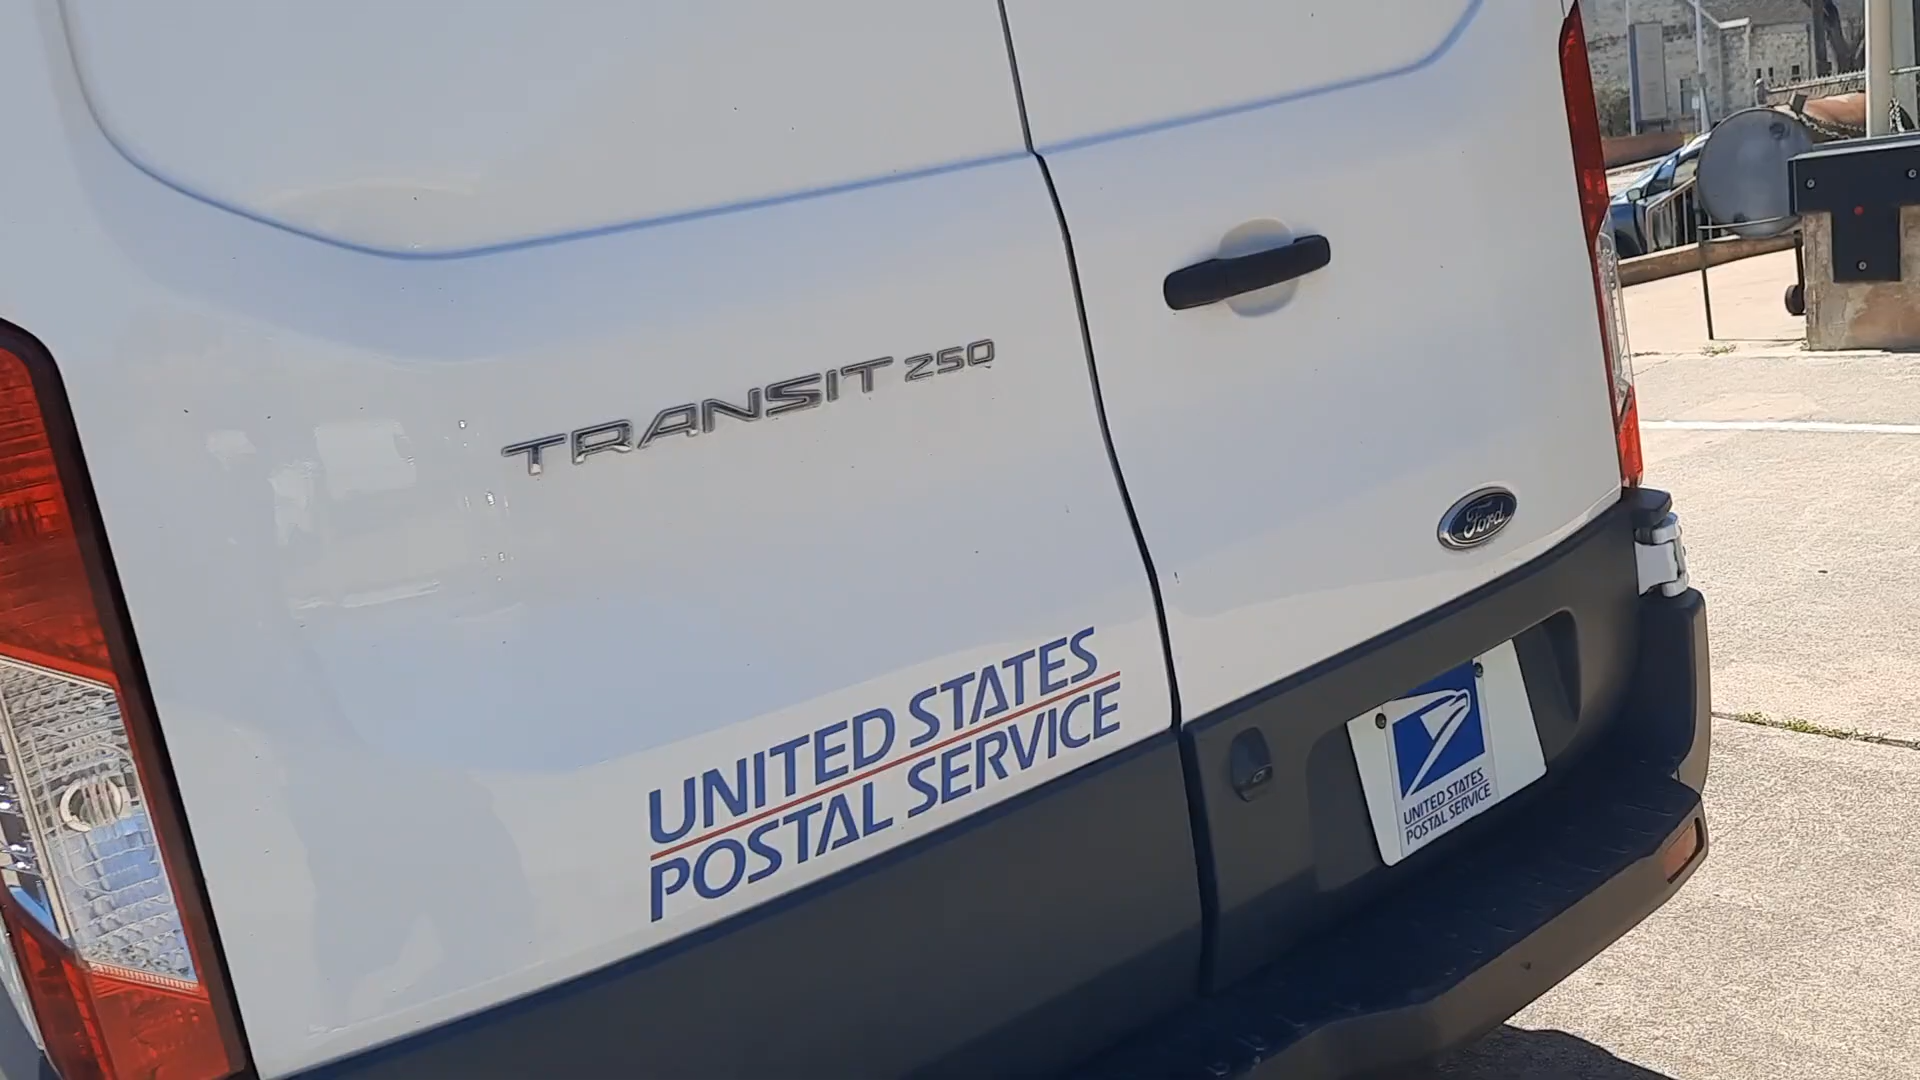 TRANSIT 250
Ford
UNITED STATES
POSTAL SERVICE
UNITED STATES
POSTAL SERVICE